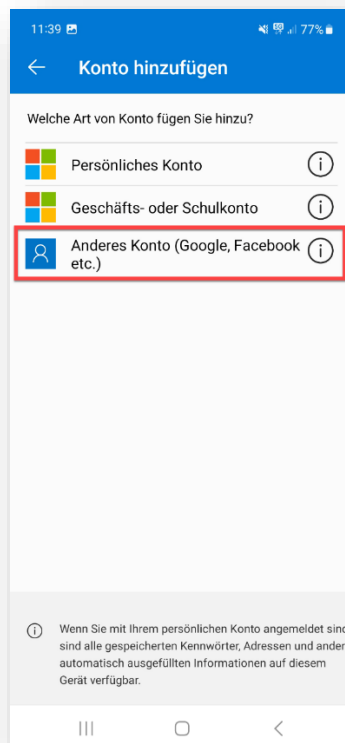 11:39 77%
Konto hinzufügen
Welche Art von Konto fügen Sie hinzu?
Persönliches Konto
Geschäfts- oder Schulkonto
Anderes Konto (Google, Facebook
etc.)
Wenn Sie mit Ihrem persönlichen Konto angemeldet sind
sind alle gespeicherten Kennwörter, Adressen und ander
automatisch ausgefüllten Informationen auf diesem
Gerät verfügbar.